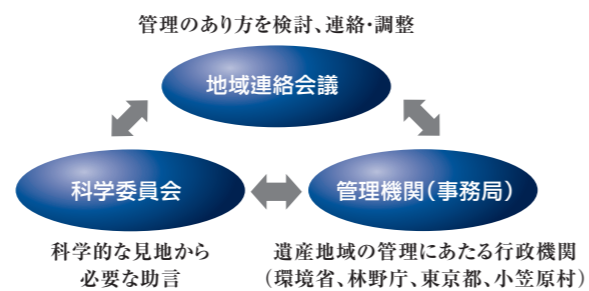 管理のあり方を検討、連絡・調整
地域連絡会議
科学委員会
管理機関（事務局）
科学的な見地から
必要な助言
遺産地域の管理にあたる行政機関
（環境省、林野庁、東京都、小笠原村）